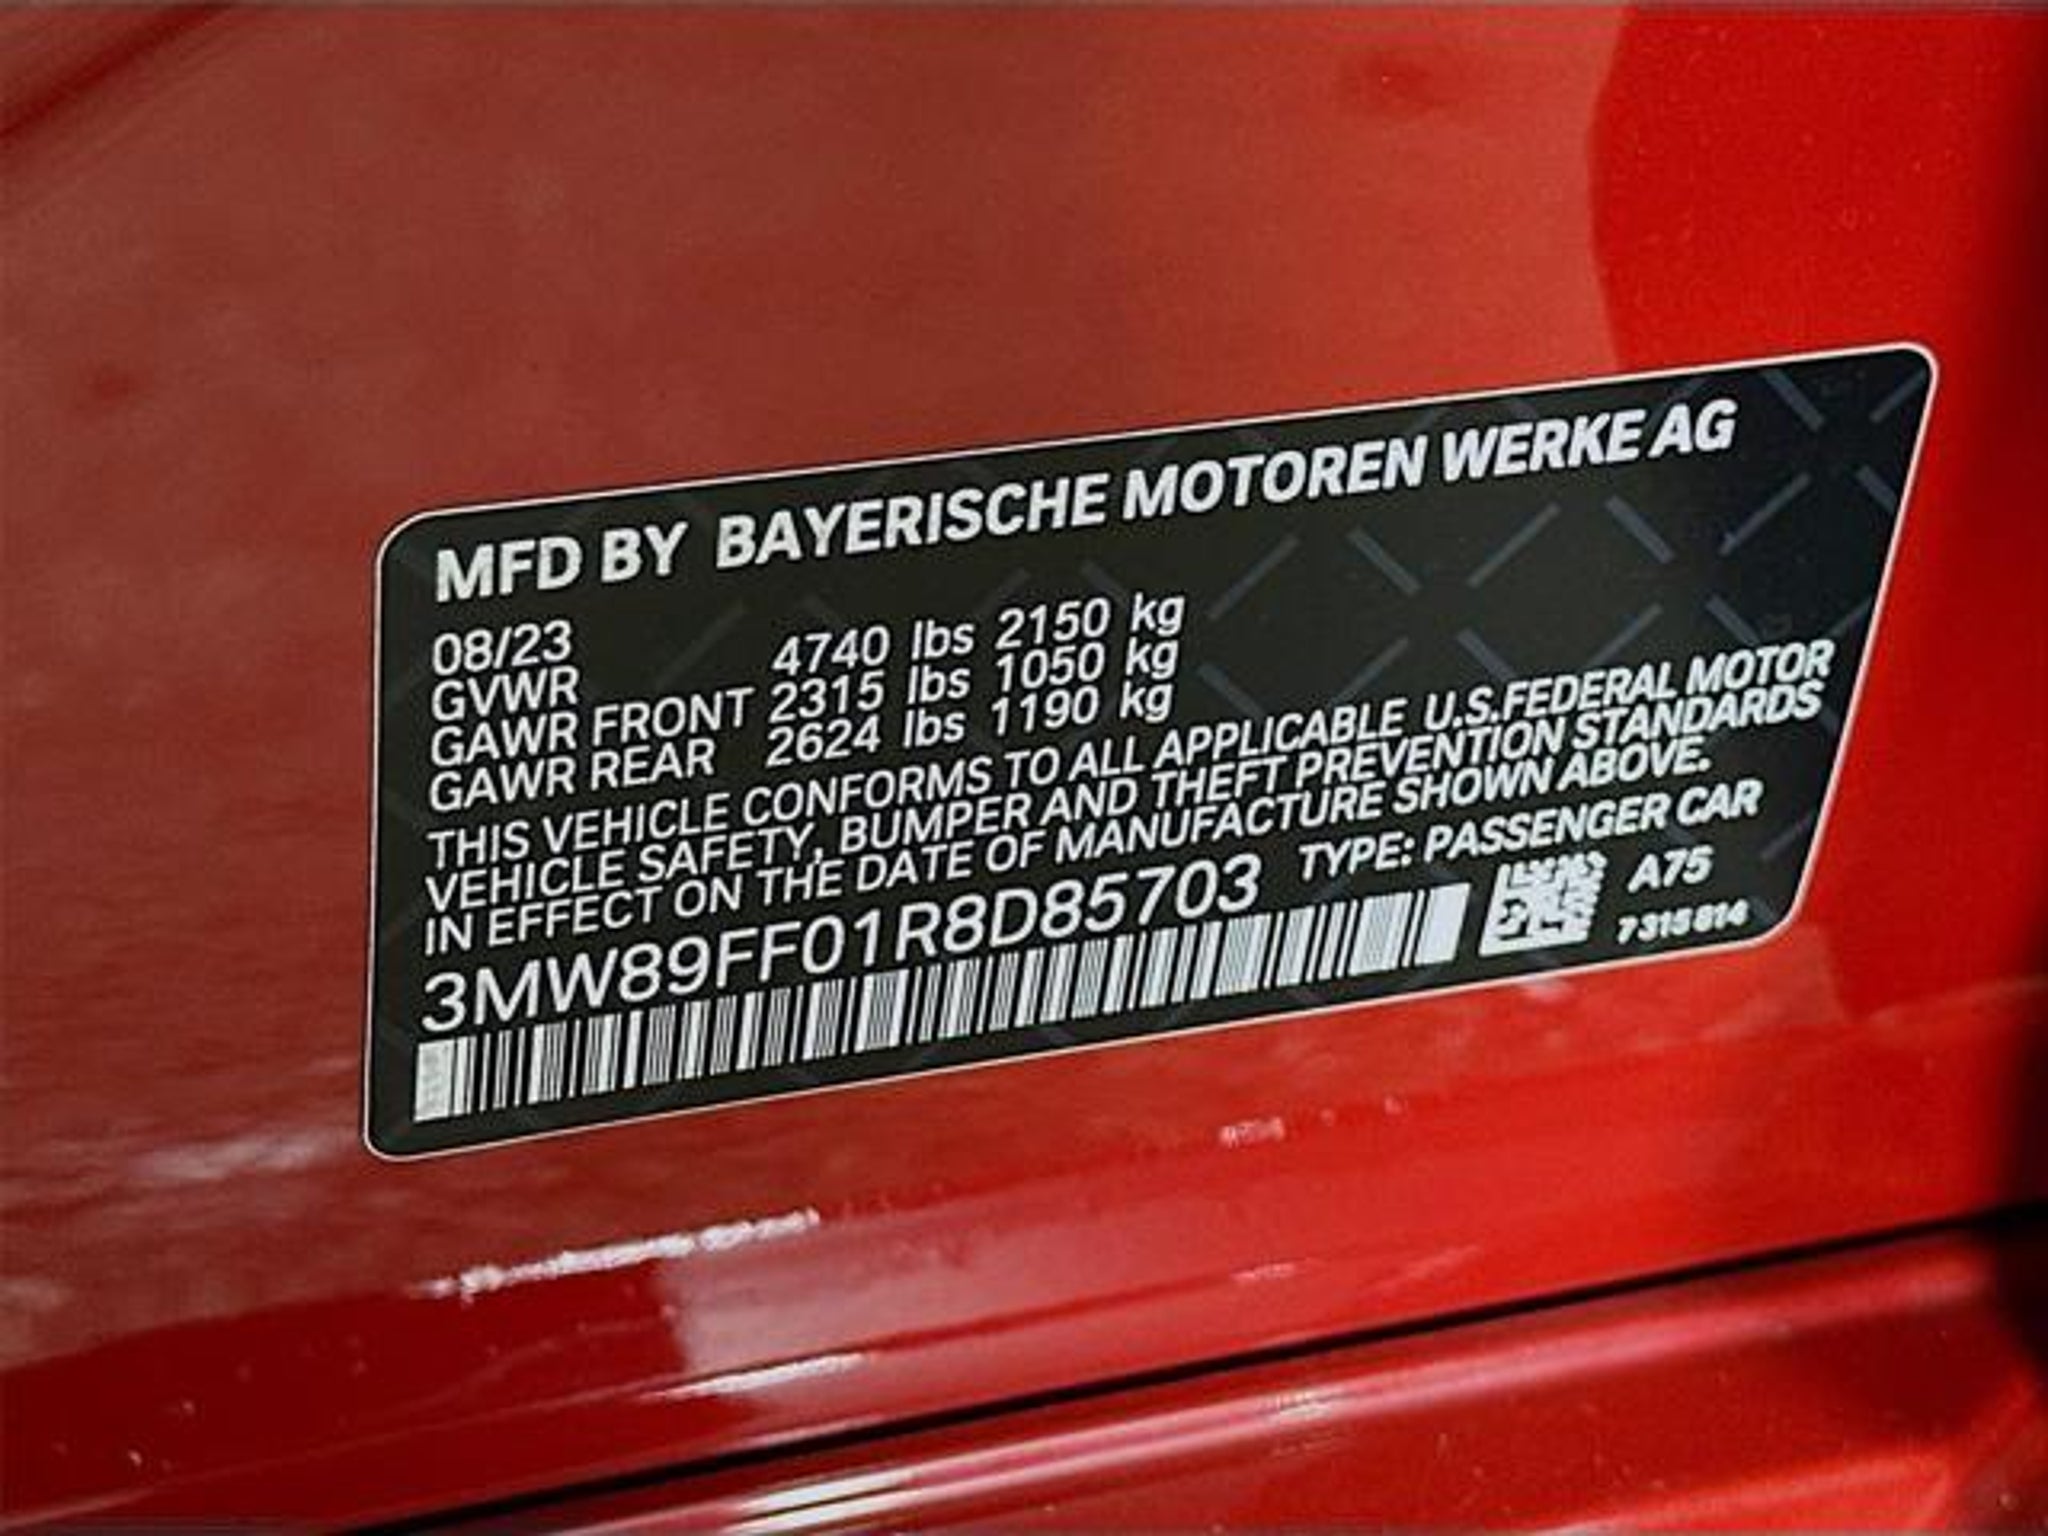 MFD BY BAYERISCHE MOTOREN WERKE AG
08/23
GVWR 4740 lbs 2150 kg
GAWR FRONT 2315 lbs 1050 kg
GAWR REAR 2624 lbs 1190 kg
THIS VEHICLE CONFORMS TO ALL APPLICABLE U.S.FEDERAL MOTOR
VEHICLE SAFETY, BUMPER AND THEFT PREVENTION STANDARDS
IN EFFECT ON THE DATE OF MANUFACTURE SHOWN ABOVE.
3MW89FF01R8D85703 TYPE: PASSENGER CAR
A75
7315814